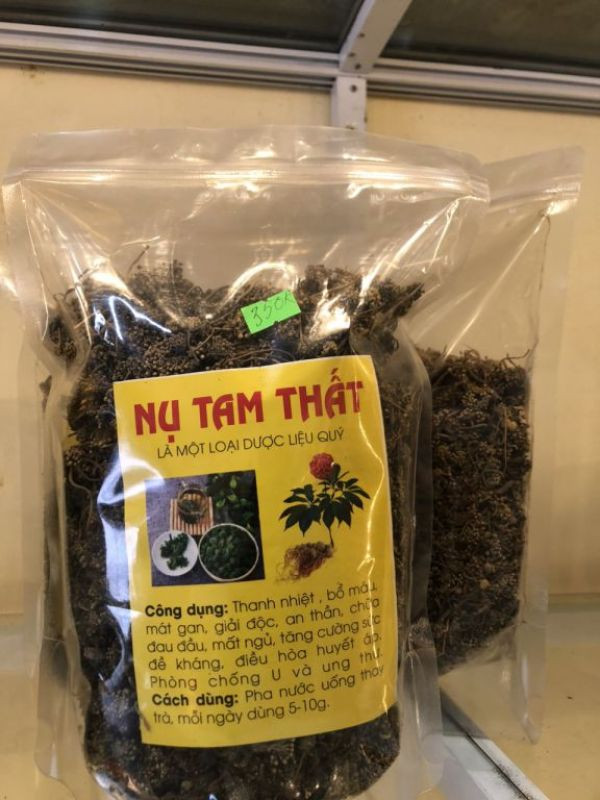 350K
NỤ TAM THẤT
LÀ MỘT LOẠI DƯỢC LIỆU QUÝ
Công dụng: Thanh nhiệt , bổ máu,
mát gan, giải độc, an thần, chữa
đau đầu, mất ngủ, tăng cường sức
đề kháng, điều hòa huyết áp.
Phòng chống U và ung thư.
Cách dùng: Pha nước uống thay
trà, mỗi ngày dùng 5-10g.